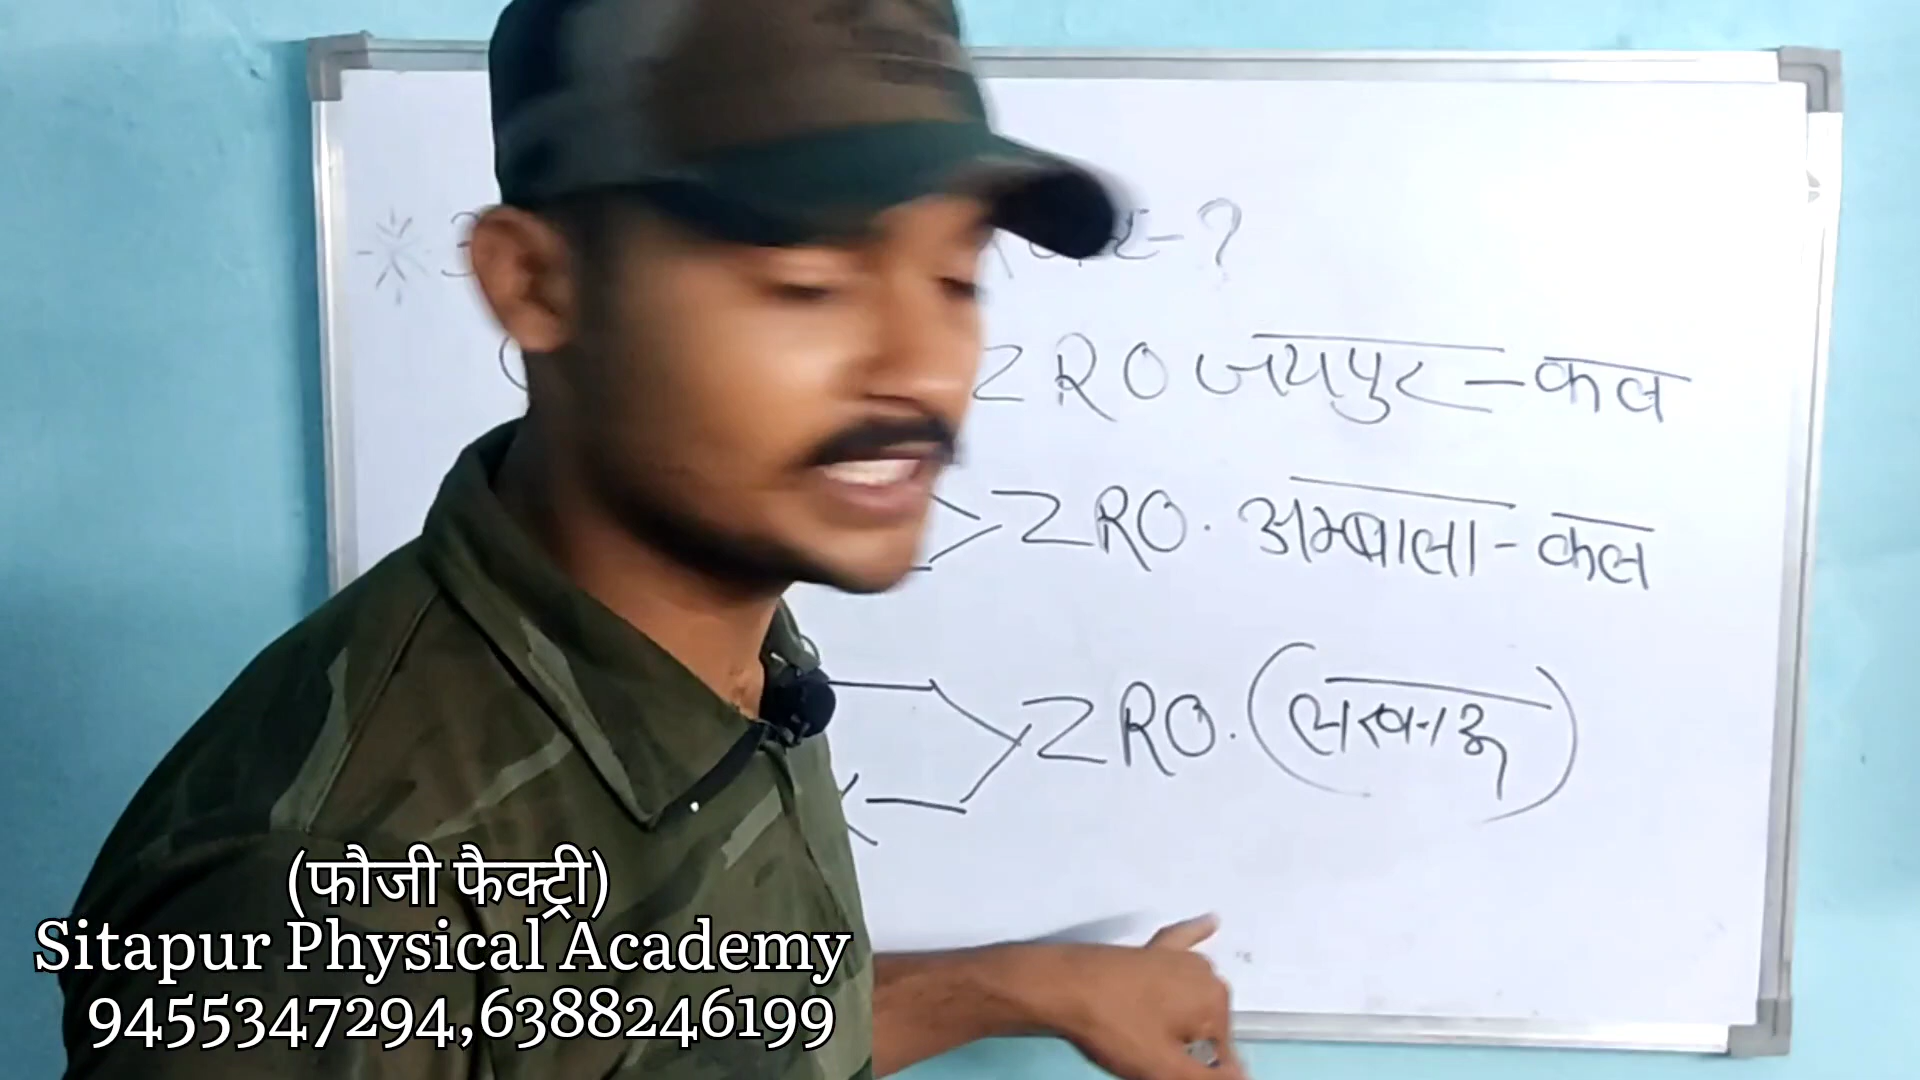 ?
ZRO जयपुर - कल
ZRO. अम्बाला - कल
ZRO. (लखनऊ)
(फौजी फैक्ट्री)
Sitapur Physical Academy
9455347294,6388246199